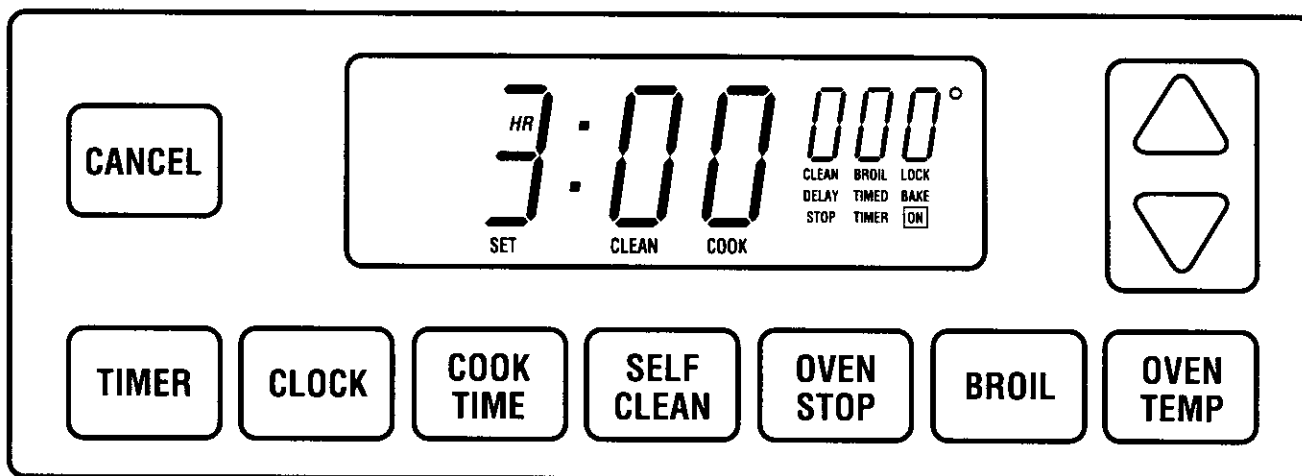 CANCEL
HR
3:00
000°
CLEAN BROIL LOCK
DELAY TIMED BAKE
STOP TIMER ON
SET CLEAN COOK
TIMER
CLOCK
COOK
TIME
SELF
CLEAN
OVEN
STOP
BROIL
OVEN
TEMP